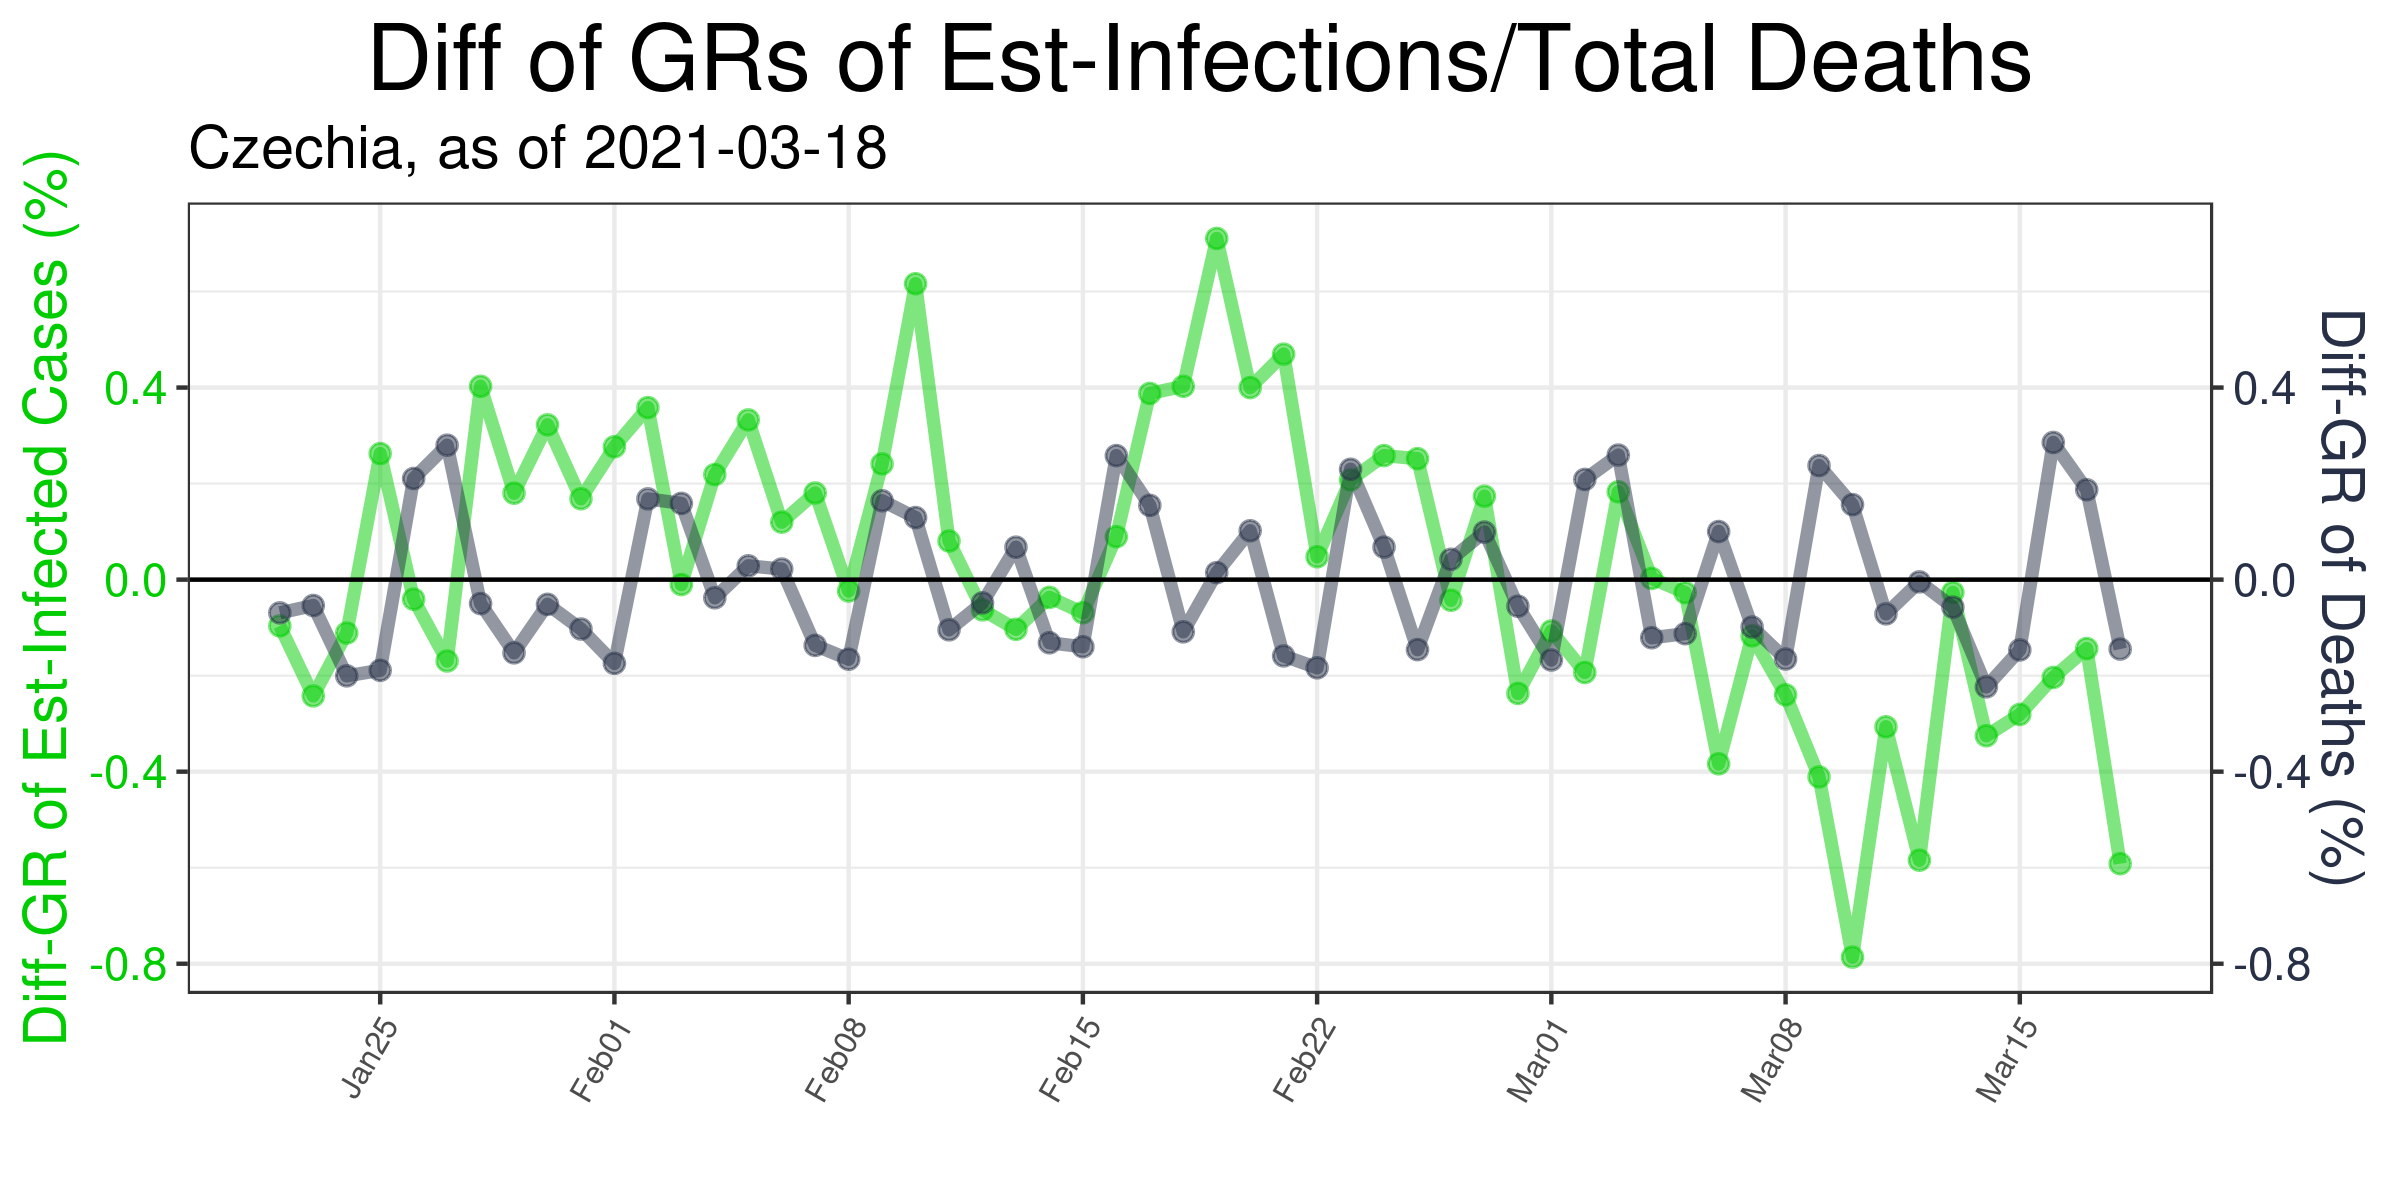 Diff of GRs of Est-Infections/Total Deaths
Czechia, as of 2021-03-18
Diff-GR of Est-Infected Cases (%)
0.4
0.0
-0.4
-0.8
0.4
0.0
-0.4
-0.8
Diff-GR of Deaths (%)
Jan25
Feb01
Feb08
Feb15
Feb22
Mar01
Mar08
Mar15